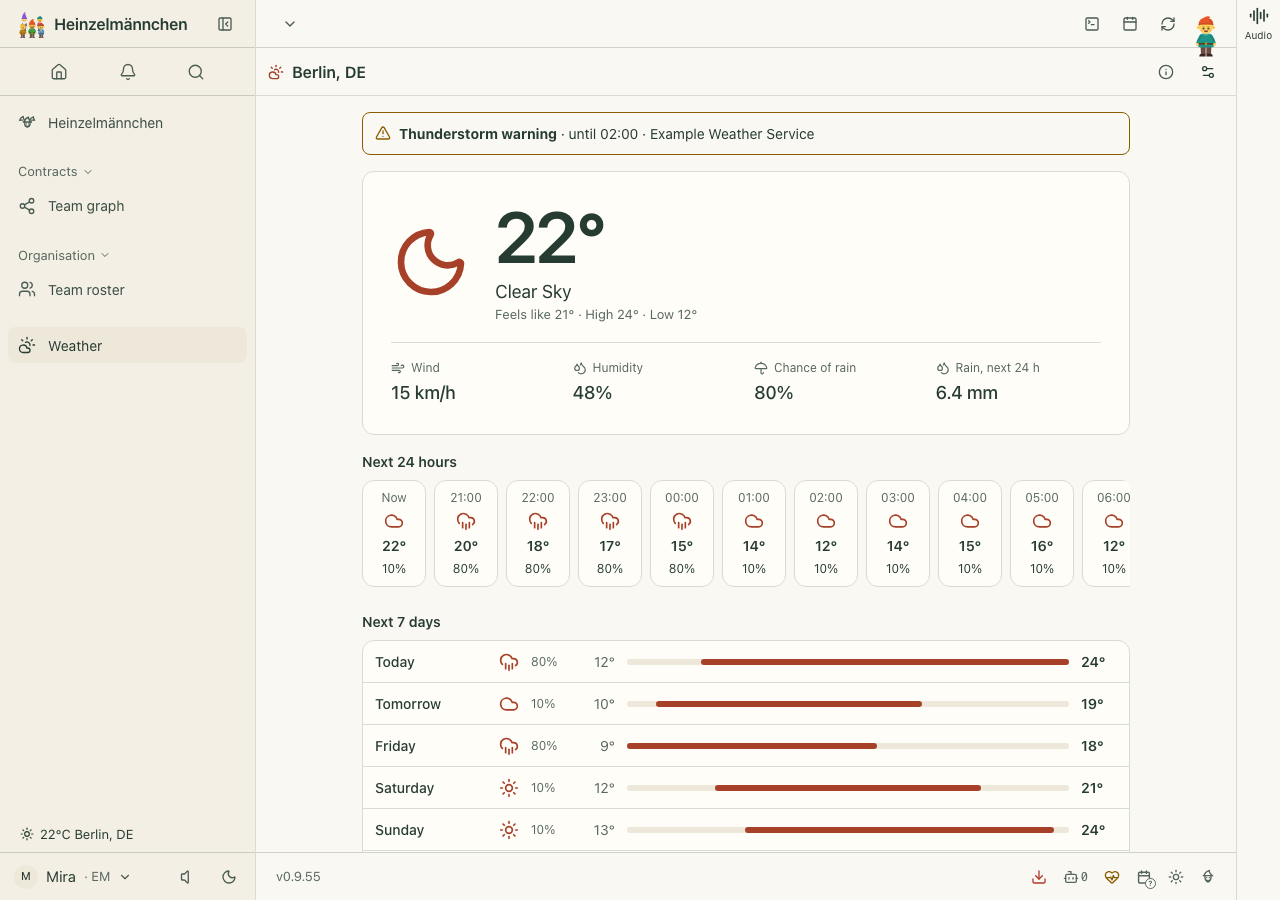 Heinzelmännchen
Audio
Berlin, DE
Heinzelmännchen
Contracts
Team graph
Organisation
Team roster
Weather
22°C Berlin, DE
M Mira · EM
Thunderstorm warning · until 02:00 · Example Weather Service
22°
Clear Sky
Feels like 21° · High 24° · Low 12°
Wind Humidity Chance of rain Rain, next 24 h
15 km/h 48% 80% 6.4 mm
Next 24 hours
Now 21:00 22:00 23:00 00:00 01:00 02:00 03:00 04:00 05:00 06:00
22° 20° 18° 17° 15° 14° 12° 14° 15° 16° 12°
10% 80% 80% 80% 80% 10% 10% 10% 10% 10% 10%
Next 7 days
Today 80% 12° 24°
Tomorrow 10% 10° 19°
Friday 80% 9° 18°
Saturday 10% 12° 21°
Sunday 10% 13° 24°
v0.9.55
0
?